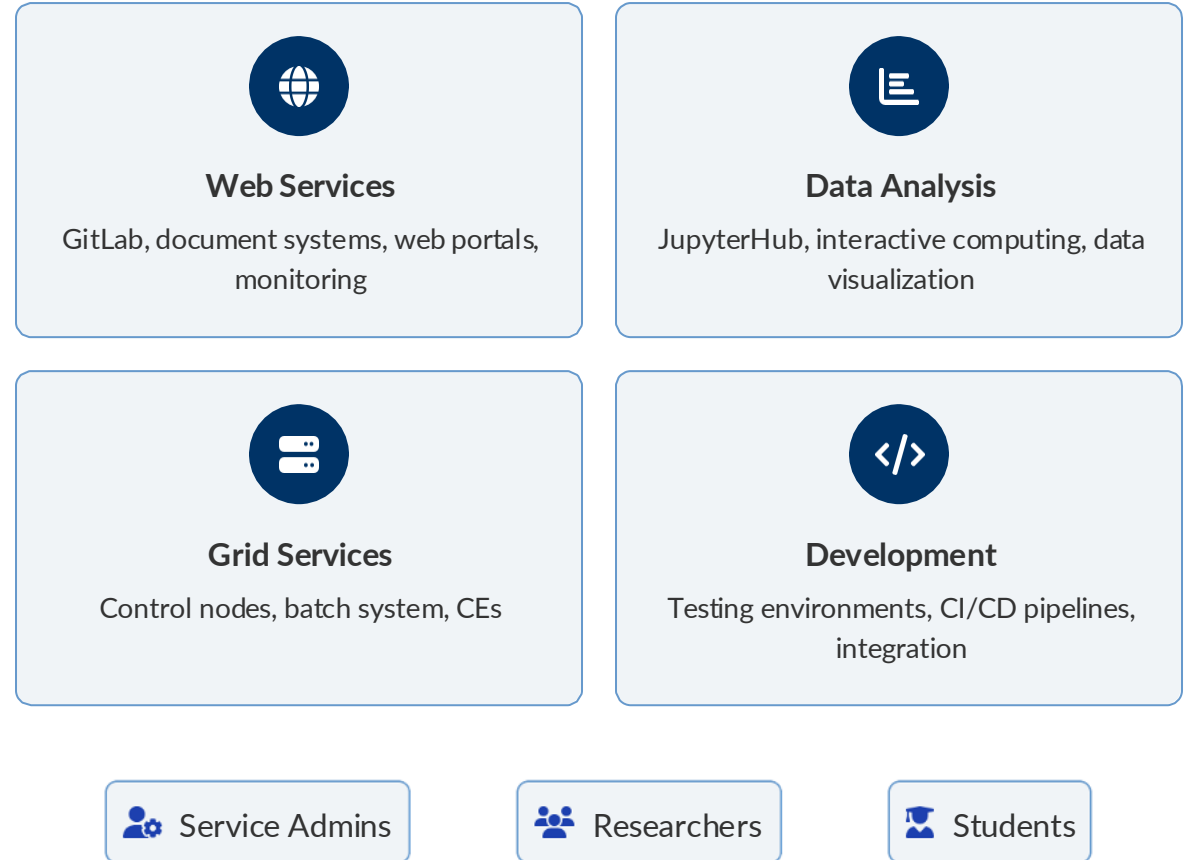 Web Services
GitLab, document systems, web portals,
monitoring
Data Analysis
JupyterHub, interactive computing, data
visualization
Grid Services
Control nodes, batch system, CEs
Development
Testing environments, CI/CD pipelines,
integration
Service Admins
Researchers
Students